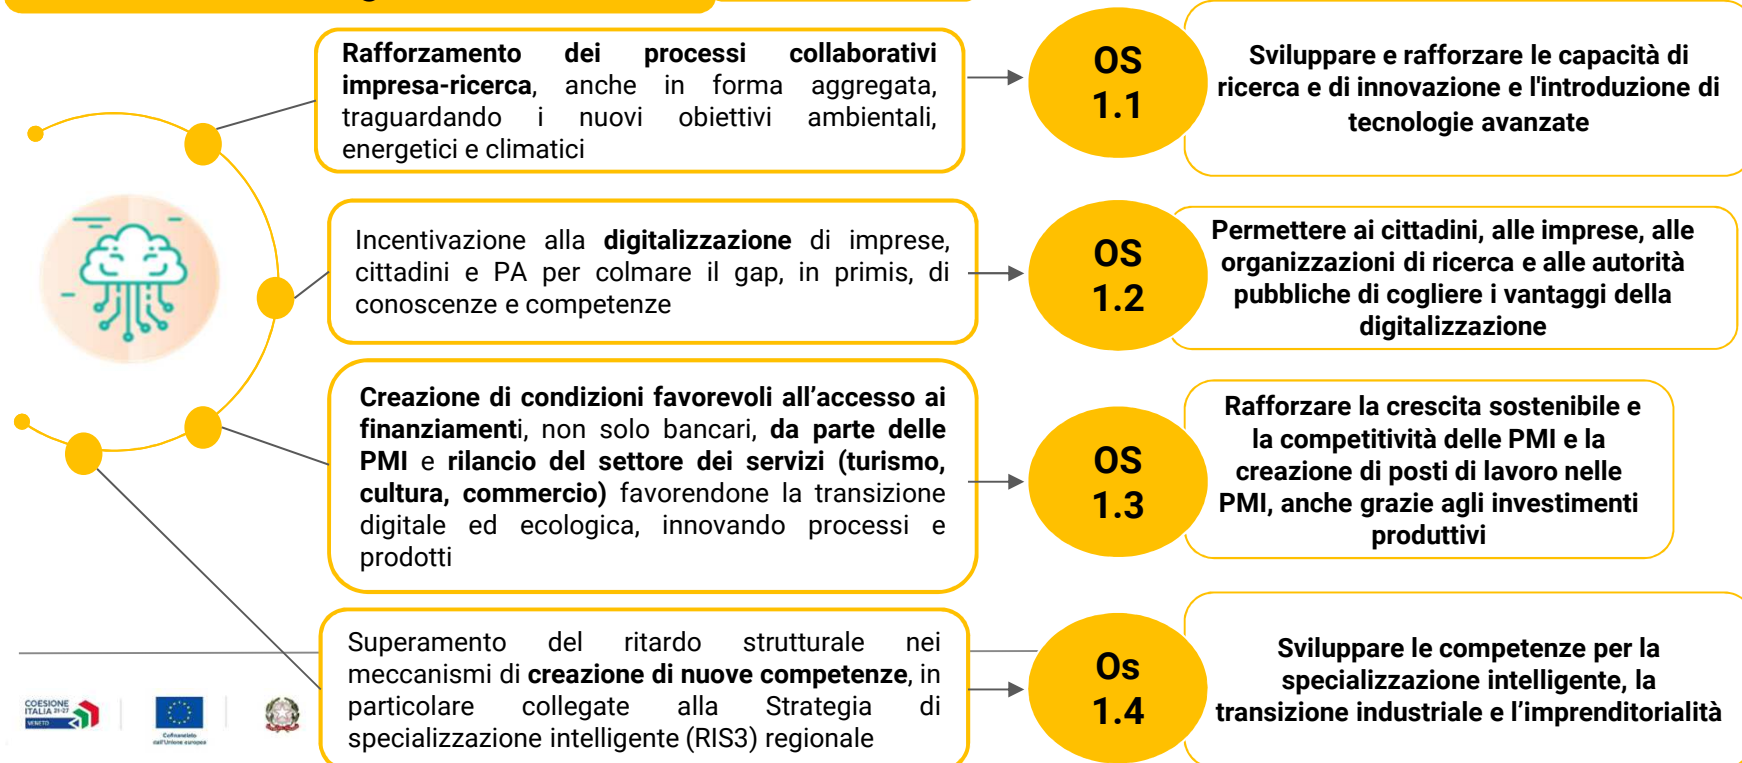 Rafforzamento dei processi collaborativi
impresa-ricerca, anche in forma aggregata,
traguardando i nuovi obiettivi ambientali,
energetici e climatici
OS
1.1
Sviluppare e rafforzare le capacità di
ricerca e di innovazione e l'introduzione di
tecnologie avanzate
Incentivazione alla digitalizzazione di imprese,
cittadini e PA per colmare il gap, in primis, di
conoscenze e competenze
OS
1.2
Permettere ai cittadini, alle imprese, alle
organizzazioni di ricerca e alle autorità
pubbliche di cogliere i vantaggi della
digitalizzazione
Creazione di condizioni favorevoli all’accesso ai
finanziamenti, non solo bancari, da parte delle
PMI e rilancio del settore dei servizi (turismo,
cultura, commercio) favorendone la transizione
digitale ed ecologica, innovando processi e
prodotti
OS
1.3
Rafforzare la crescita sostenibile e
la competitività delle PMI e la
creazione di posti di lavoro nelle
PMI, anche grazie agli investimenti
produttivi
Superamento del ritardo strutturale nei
meccanismi di creazione di nuove competenze, in
particolare collegate alla Strategia di
specializzazione intelligente (RIS3) regionale
Os
1.4
Sviluppare le competenze per la
specializzazione intelligente, la
transizione industriale e l’imprenditorialità
COESIONE
ITALIA 21-27
VENETO
Cofinanziato
dall'Unione europea